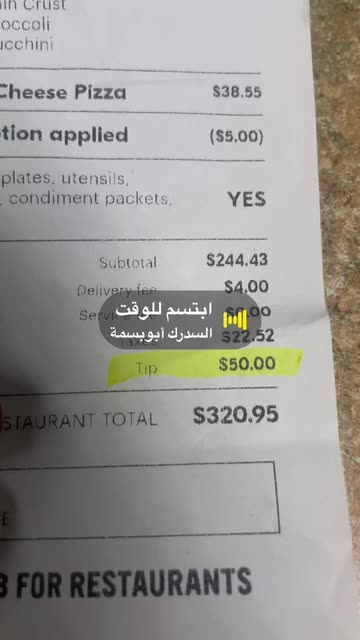 in Crust
occoli
ucchini
Cheese Pizza $38.55
tion applied ($5.00)
plates, utensils,
, condiment packets, YES
Subtotal $244.43
Delivery fee $4.00
ابتسم للوقت
السدرك أبوبسمة
$22.52
Tip $50.00
STAURANT TOTAL $320.95
E
B FOR RESTAURANTS